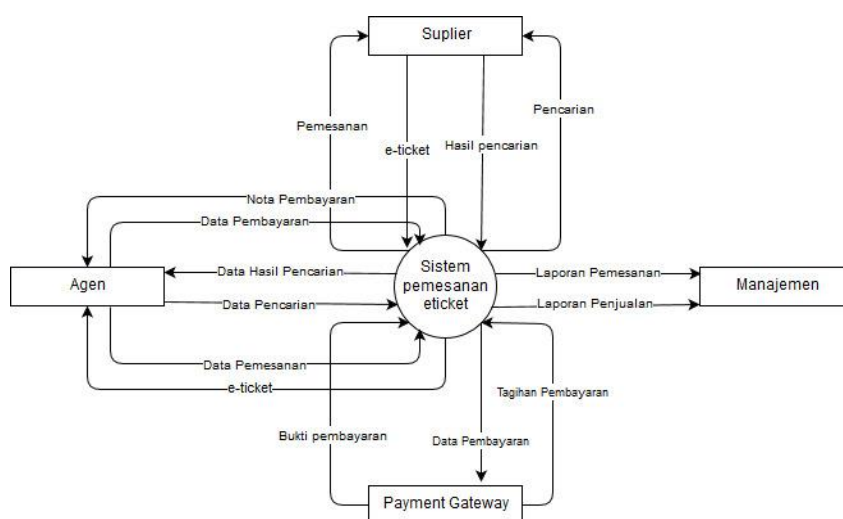 Suplier
Pencarian
Pemesanan
e-ticket
Hasil pencarian
Nota Pembayaran
Data Pembayaran
Agen
Data Hasil Pencarian
Data Pencarian
Sistem
pemesanan
eticket
Laporan Pemesanan
Laporan Penjualan
Manajemen
Data Pemesanan
e-ticket
Tagihan Pembayaran
Bukti pembayaran
Data Pembayaran
Payment Gateway